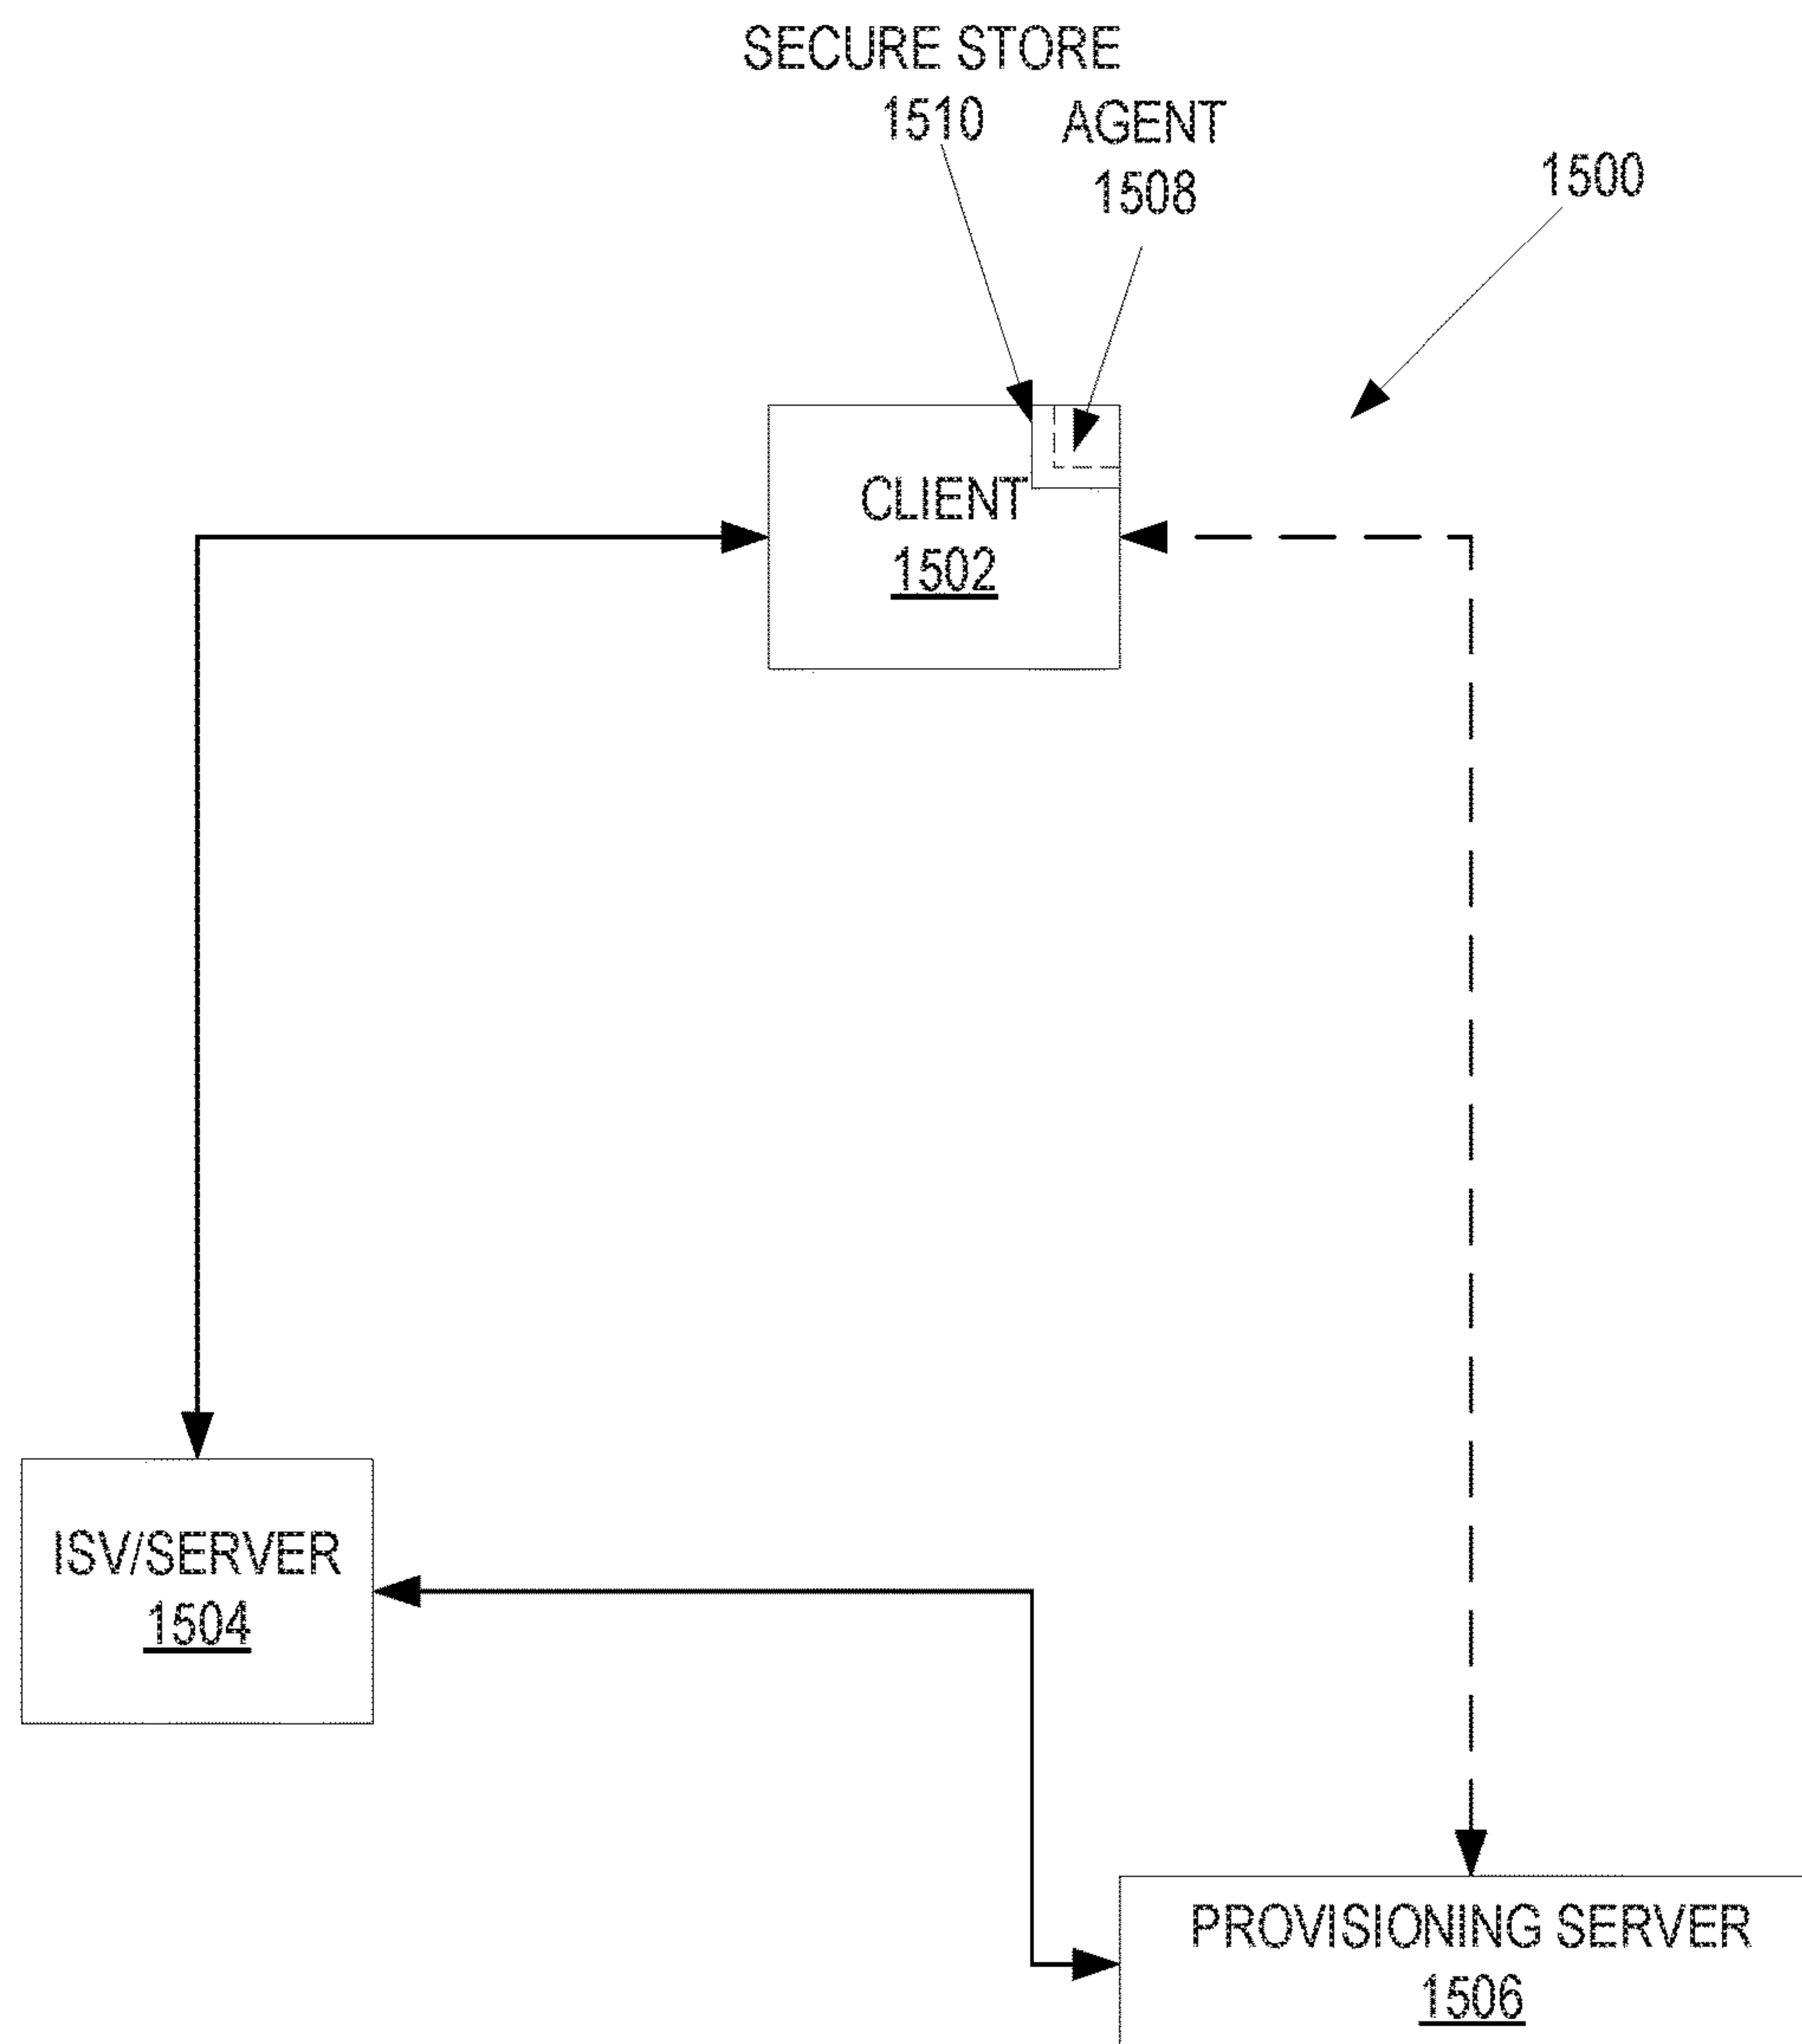 SECURE STORE
1510
AGENT
1508
1500
CLIENT
1502
ISV/SERVER
1504
PROVISIONING SERVER
1506